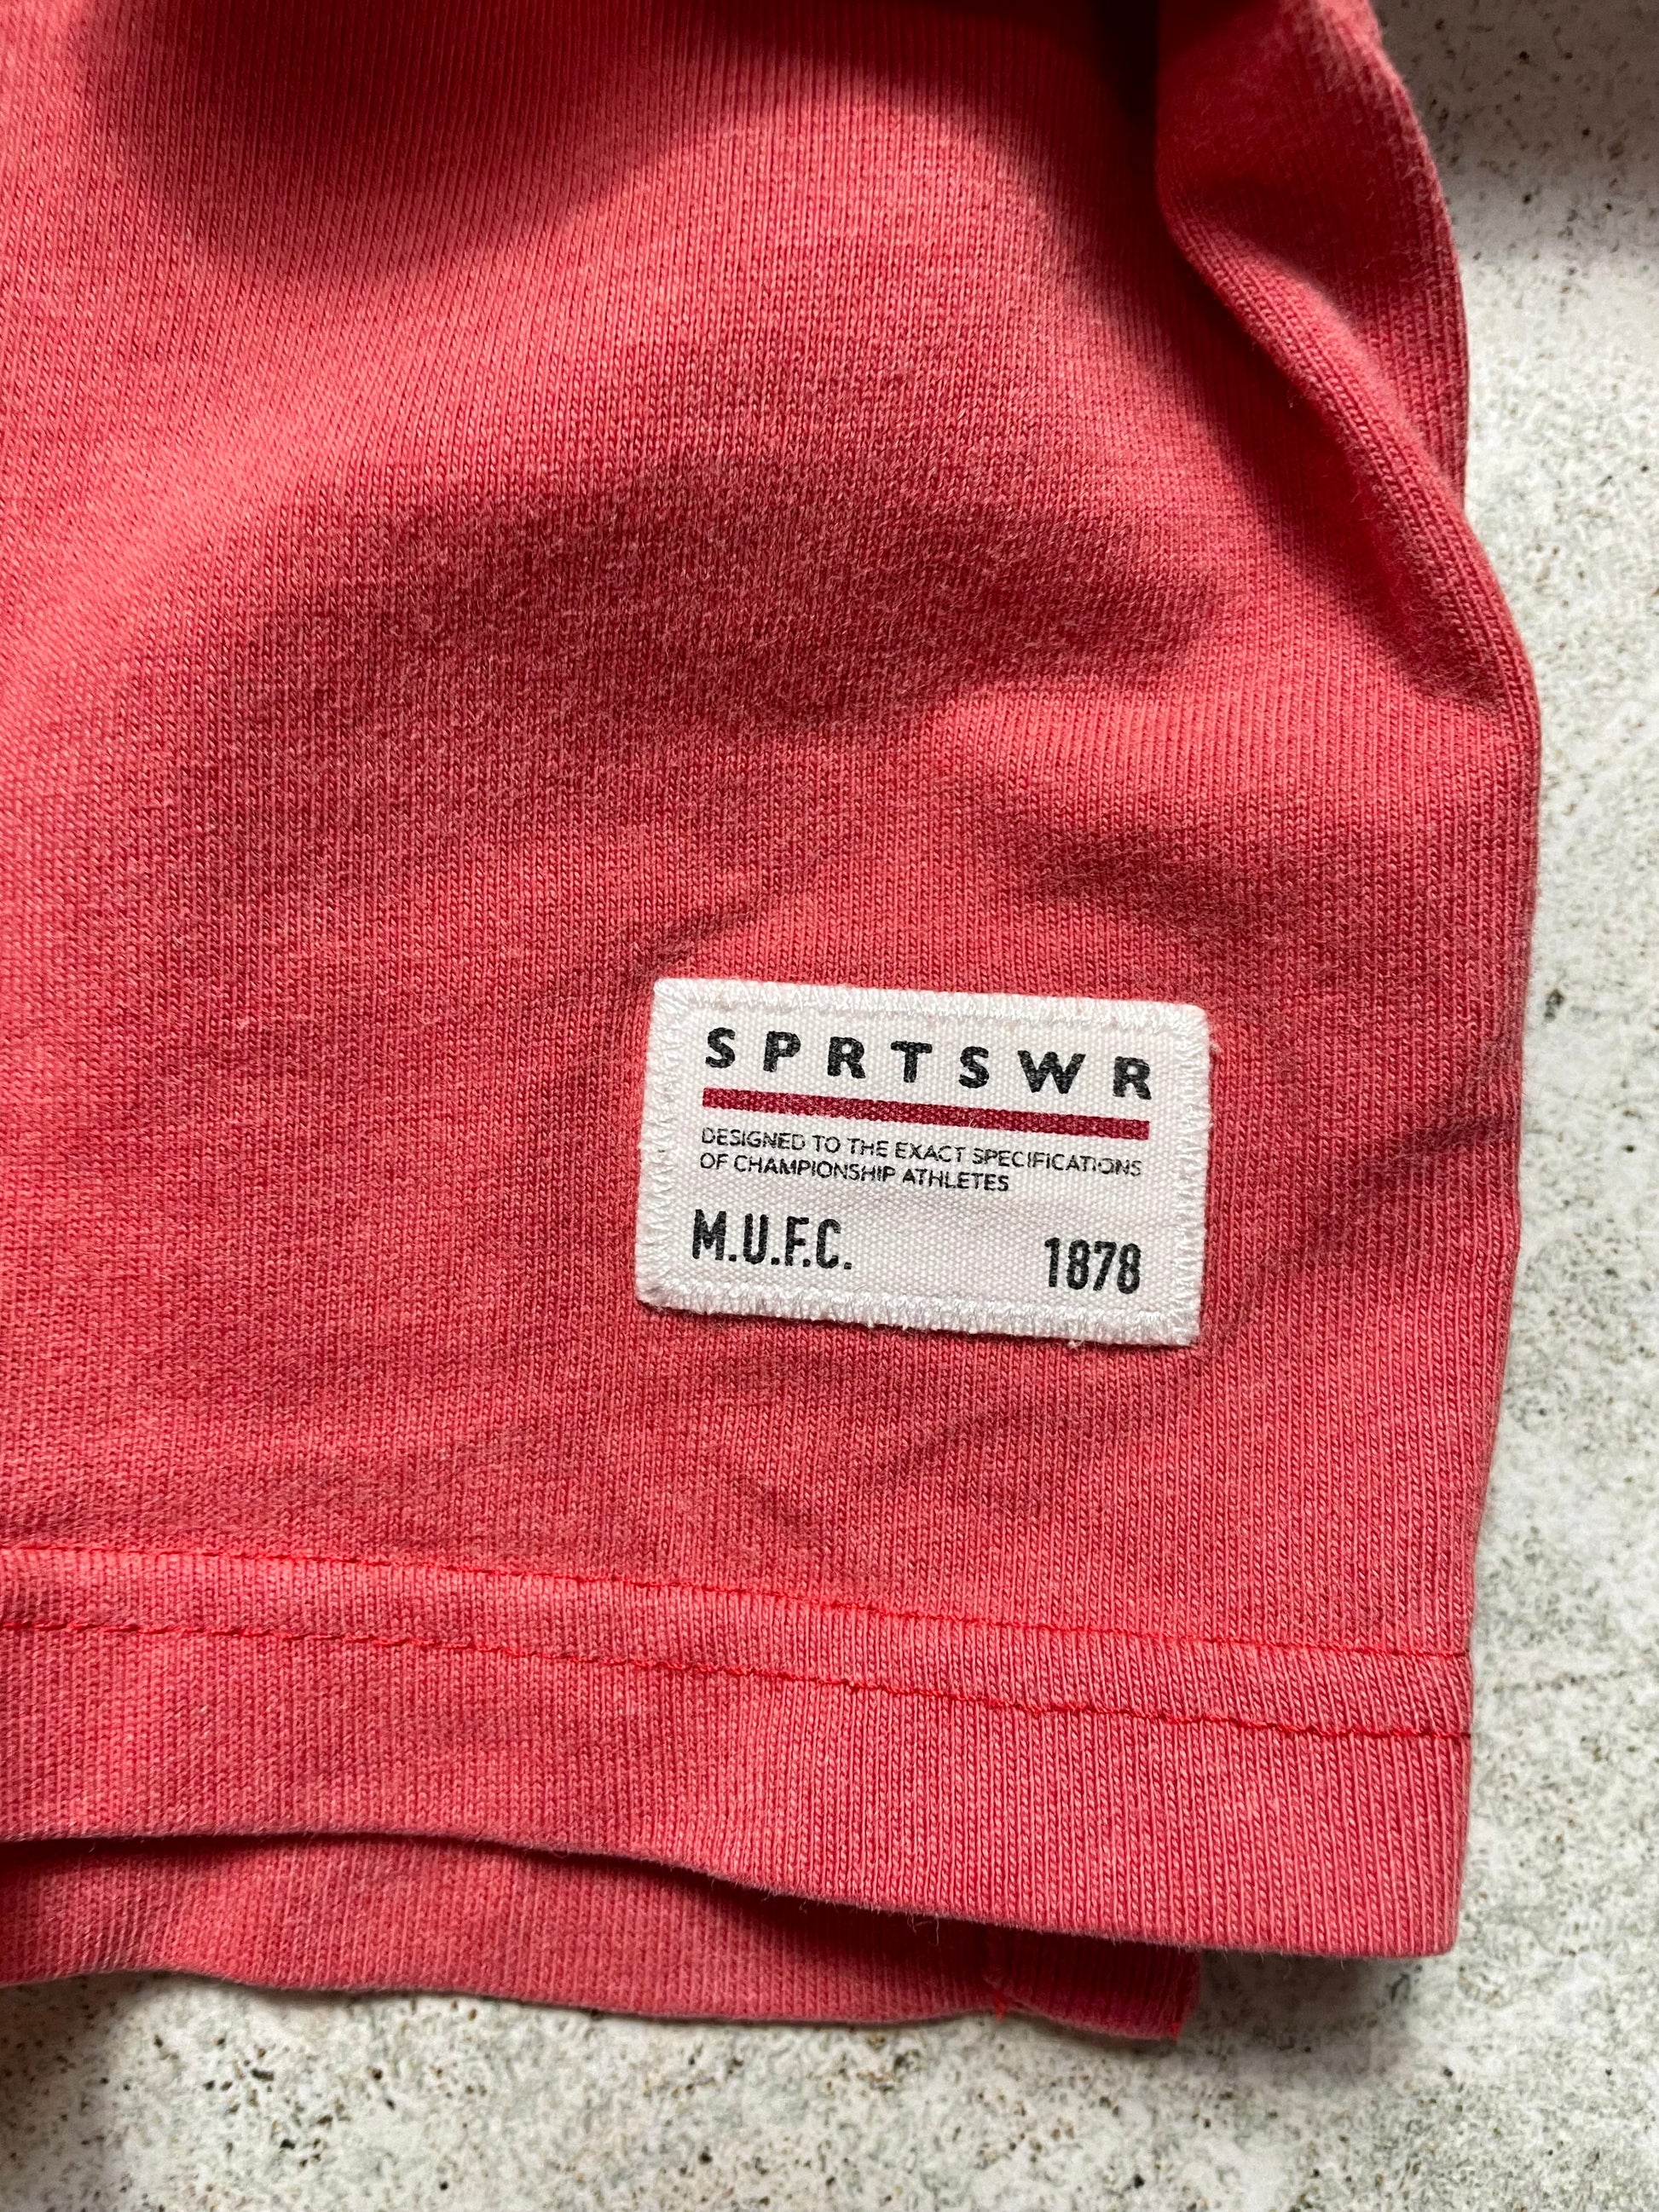 SPRTSWR
DESIGNED TO THE EXACT SPECIFICATIONS
OF CHAMPIONSHIP ATHLETES
M.U.F.C. 1878